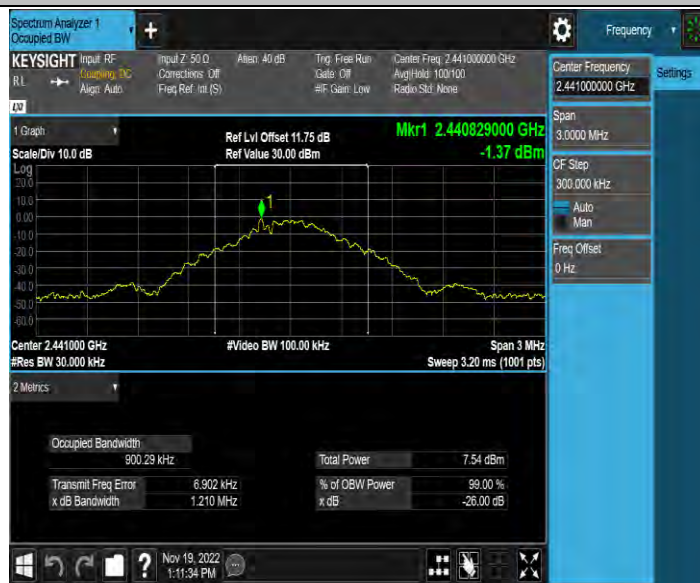 Spectrum Analyzer 1
Occupied BW
+
Frequency
KEYSIGHT
RL
Input: RF
Coupling: DC
Align: Auto
Input Z: 50 Ω
Corrections: Off
Freq Ref: Int (S)
Atten: 40 dB
Trig: Free Run
Gate: Off
#IF Gain: Low
Center Freq: 2.441000000 GHz
Avg|Hold: 100/100
Radio Std: None
1 Graph
Scale/Div 10.0 dB
Ref Lvl Offset 11.75 dB
Ref Value 30.00 dBm
Mkr1 2.440829000 GHz
-1.37 dBm
Log
20.0
10.0
0.00
-10.0
-20.0
-30.0
-40.0
-50.0
-60.0
1
Center 2.441000 GHz
#Res BW 30.000 kHz
#Video BW 100.00 kHz
Span 3 MHz
Sweep 3.20 ms (1001 pts)
2 Metrics
Occupied Bandwidth
900.29 kHz
Total Power 7.54 dBm
Transmit Freq Error 6.902 kHz
% of OBW Power 99.00 %
x dB Bandwidth 1.210 MHz
x dB -26.00 dB
Center Frequency
2.441000000 GHz
Settings
Span
3.0000 MHz
CF Step
300.000 kHz
Auto
Man
Freq Offset
0 Hz
?
Nov 19, 2022
1:11:34 PM